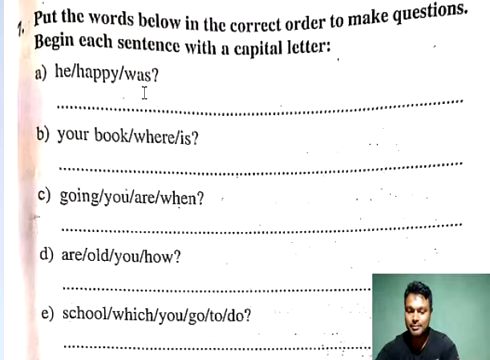 1. Put the words below in the correct order to make questions.
Begin each sentence with a capital letter:
a) he/happy/was?
b) your book/where/is?
c) going/you/are/when?
d) are/old/you/how?
e) school/which/you/go/to/do?